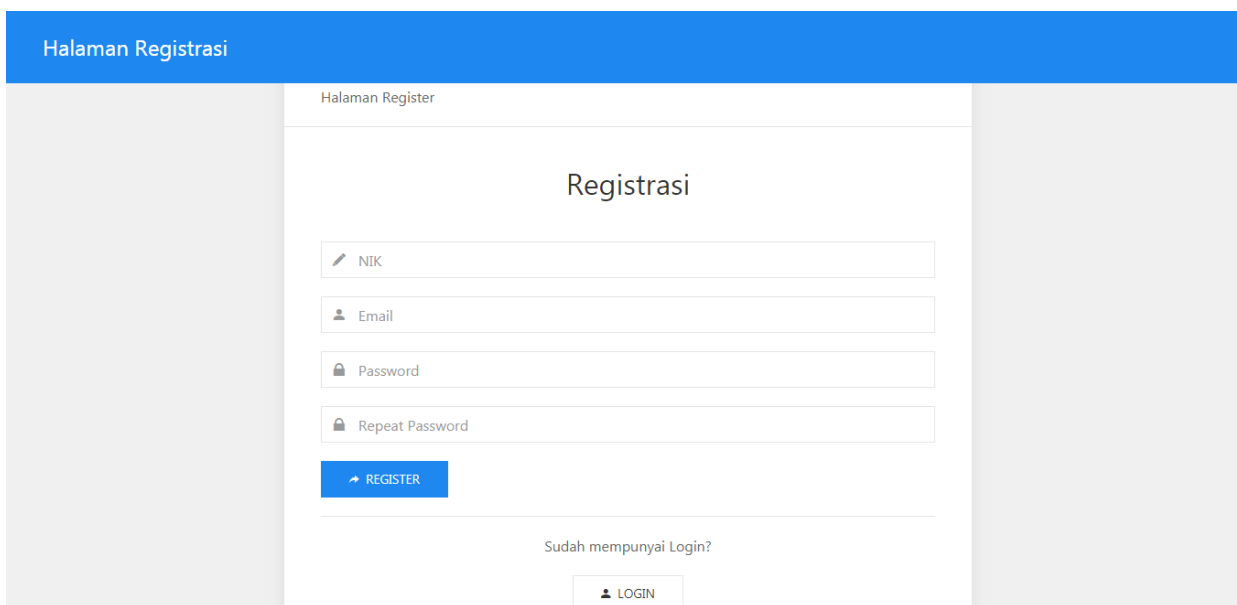 Halaman Registrasi
Halaman Register
Registrasi
NIK
Email
Password
Repeat Password
REGISTER
Sudah mempunyai Login?
LOGIN